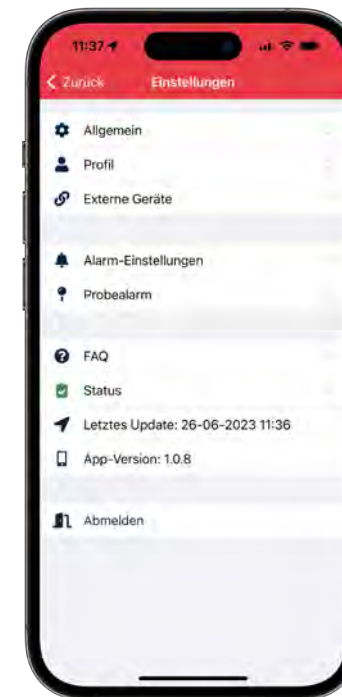 11:37
Zurück
Einstellungen
Allgemein
Profil
Externe Geräte
Alarm-Einstellungen
Probealarm
FAQ
Status
Letztes Update: 26-06-2023 11:36
App-Version: 1.0.8
Abmelden